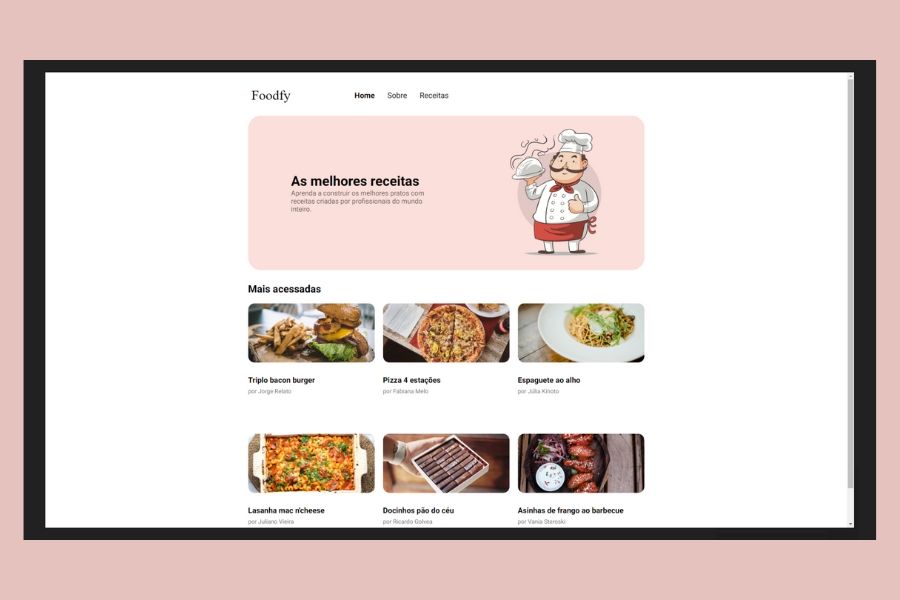 Foodfy
Home Sobre Receitas
As melhores receitas
Aprenda a construir os melhores pratos com
receitas criadas por profissionais do mundo
inteiro.
Mais acessadas
Triplo bacon burger
por Jorge Relato
Pizza 4 estações
por Fabiana Melo
Espaguete ao alho
por Júlia Kinoto
Lasanha mac n'cheese
por Juliano Vieira
Docinhos pão do céu
por Ricardo Golvea
Asinhas de frango ao barbecue
por Vania Steroski